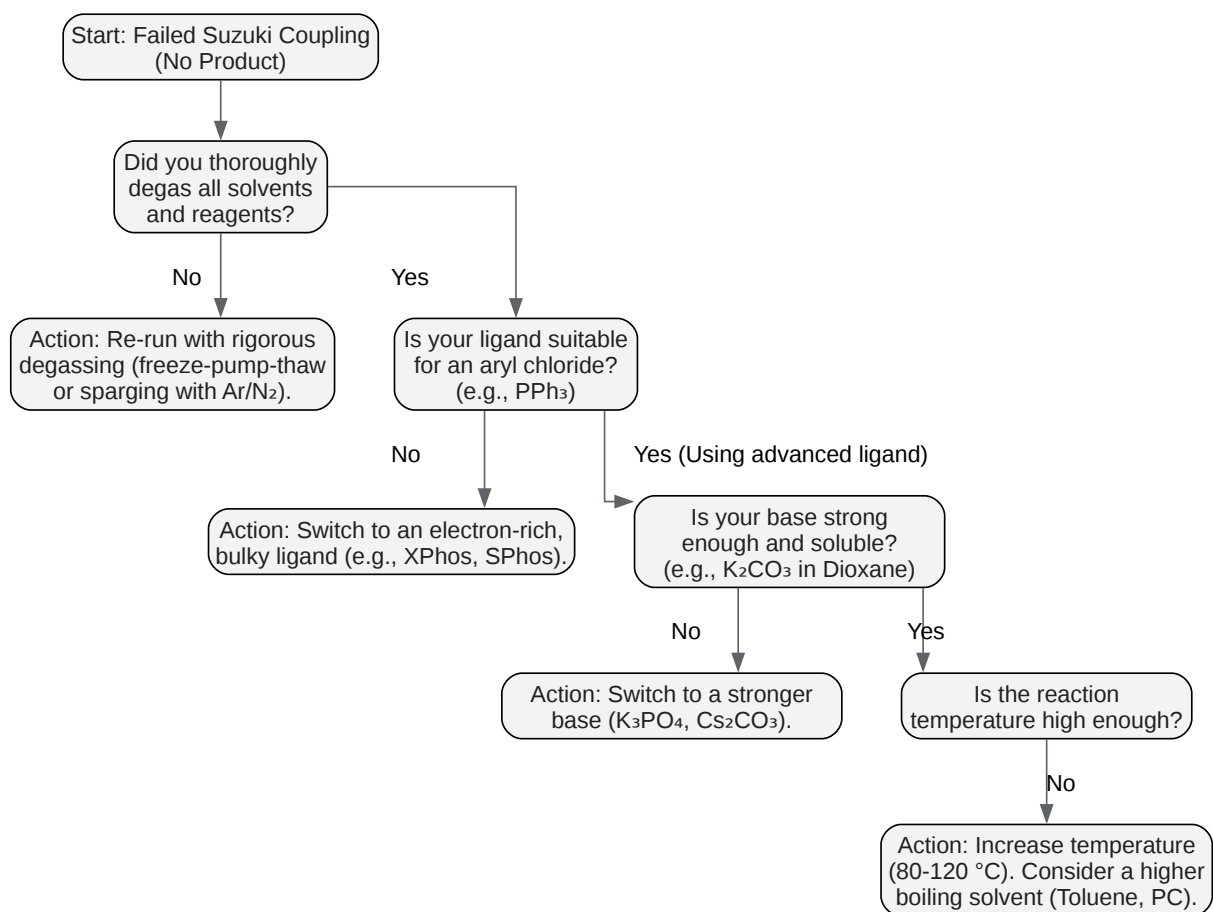 Start: Failed Suzuki Coupling
(No Product)
Did you thoroughly
degas all solvents
and reagents?
No
Yes
Action: Re-run with rigorous
degassing (freeze-pump-thaw
or sparging with Ar/N₂).
Is your ligand suitable
for an aryl chloride?
(e.g., PPh₃)
No
Yes (Using advanced ligand)
Action: Switch to an electron-rich,
bulky ligand (e.g., XPhos, SPhos).
Is your base strong
enough and soluble?
(e.g., K₂CO₃ in Dioxane)
No
Yes
Action: Switch to a stronger
base (K₃PO₄, Cs₂CO₃).
Is the reaction
temperature high enough?
No
Action: Increase temperature
(80-120 °C). Consider a higher
boiling solvent (Toluene, PC).